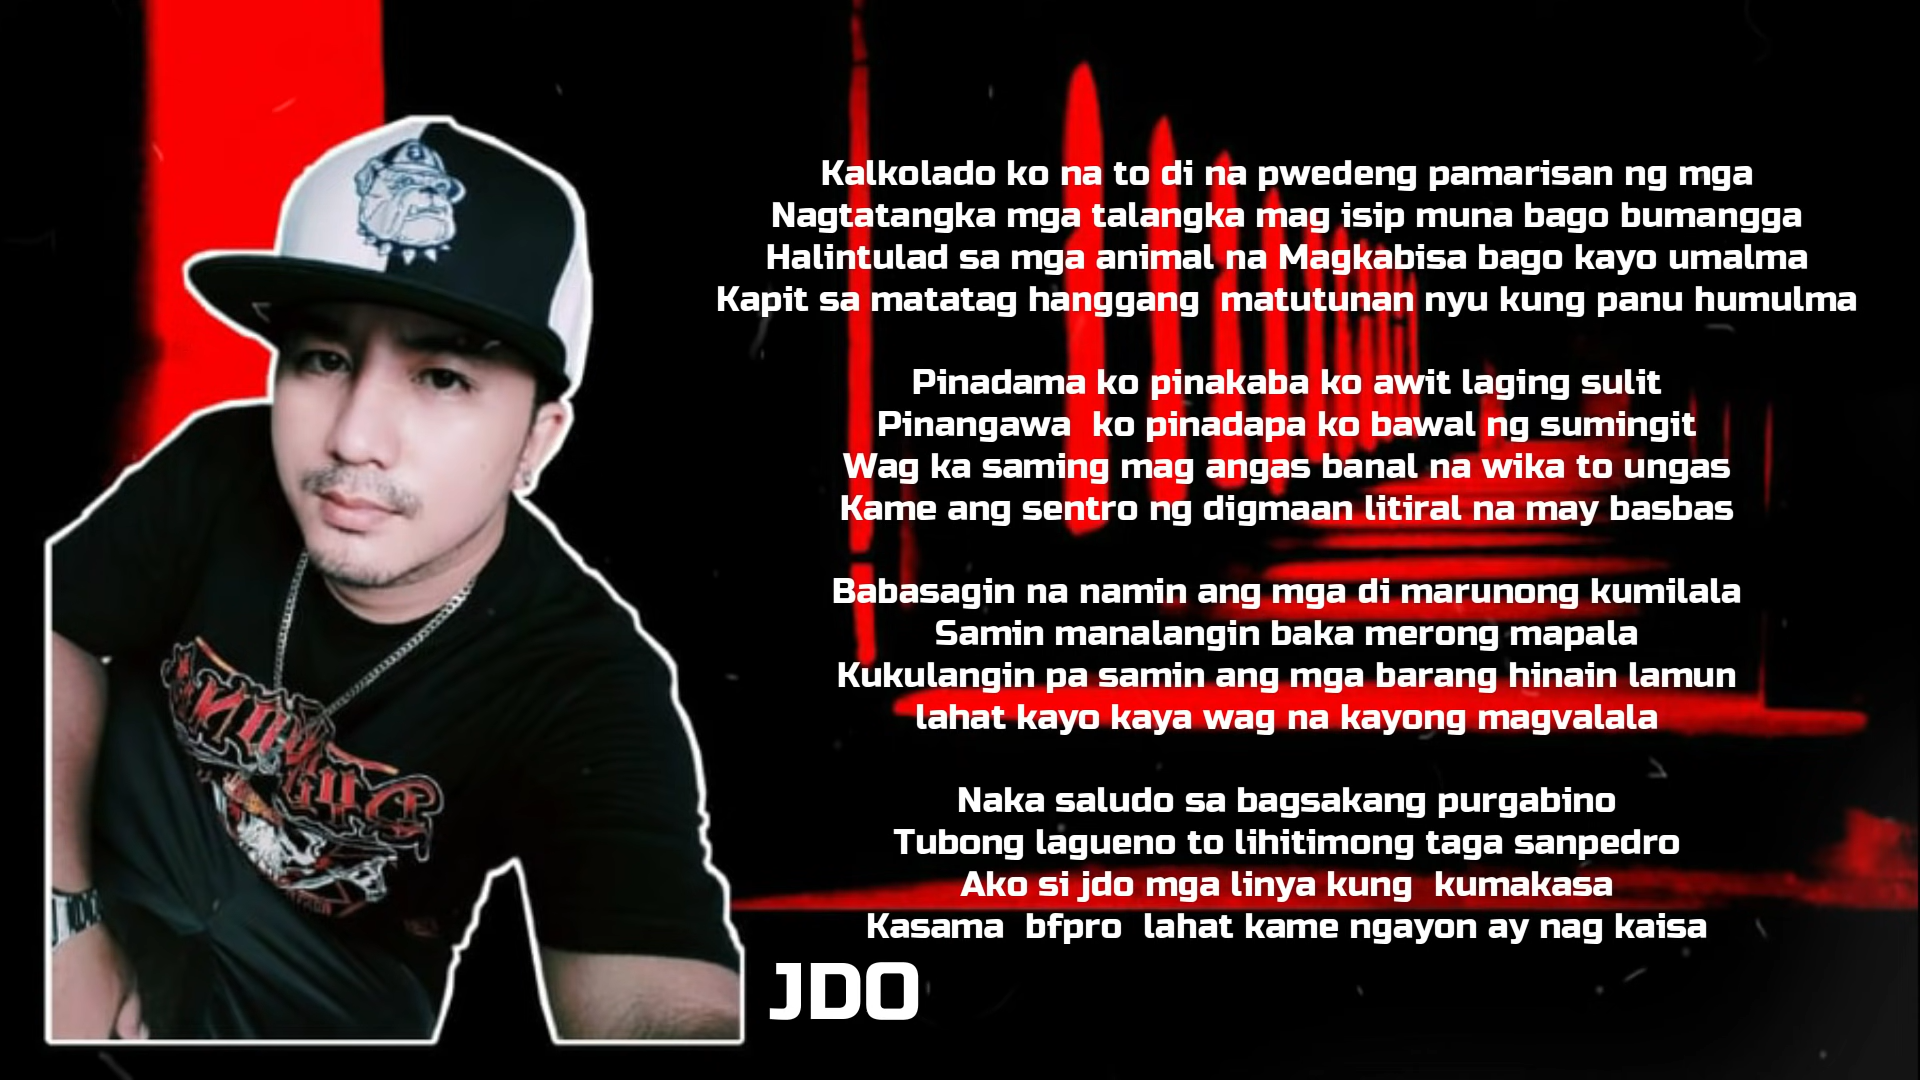 Kalkolado ko na to di na pwedeng pamarisan ng mga
Nagtatangka mga talangka mag isip muna bago bumangga
Halintulad sa mga animal na Magkabisa bago kayo umalma
Kapit sa matatag hanggang matutunan nyu kung panu humulma
Pinadama ko pinakaba ko awit laging sulit
Pinangawa ko pinadapa ko bawal ng sumingit
Wag ka saming mag angas banal na wika to ungas
Kame ang sentro ng digmaan litiral na may basbas
Babasagin na namin ang mga di marunong kumilala
Samin manalangin baka merong mapala
Kukulangin pa samin ang mga barang hinain lamun
lahat kayo kaya wag na kayong magvalala
Naka saludo sa bagsakang purgabino
Tubong lagueno to lihitimong taga sanpedro
Ako si jdo mga linya kung kumakasa
Kasama bfpro lahat kame ngayon ay nag kaisa
JDO